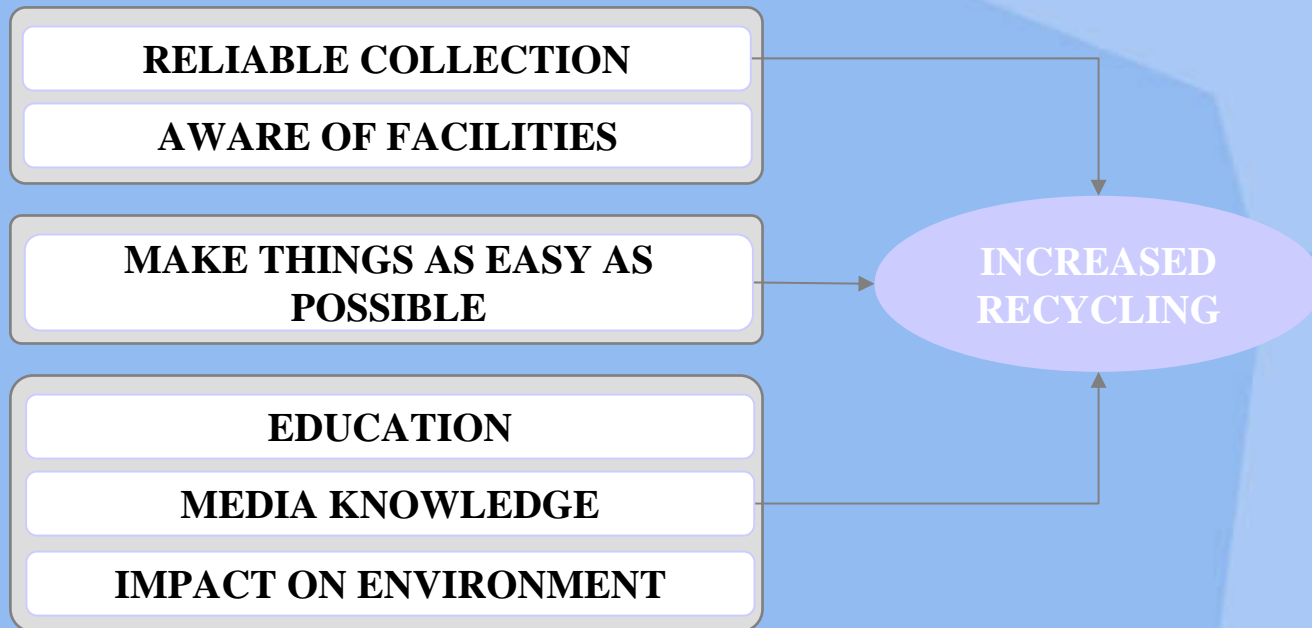 RELIABLE COLLECTION
AWARE OF FACILITIES
MAKE THINGS AS EASY AS
POSSIBLE
INCREASED
RECYCLING
EDUCATION
MEDIA KNOWLEDGE
IMPACT ON ENVIRONMENT